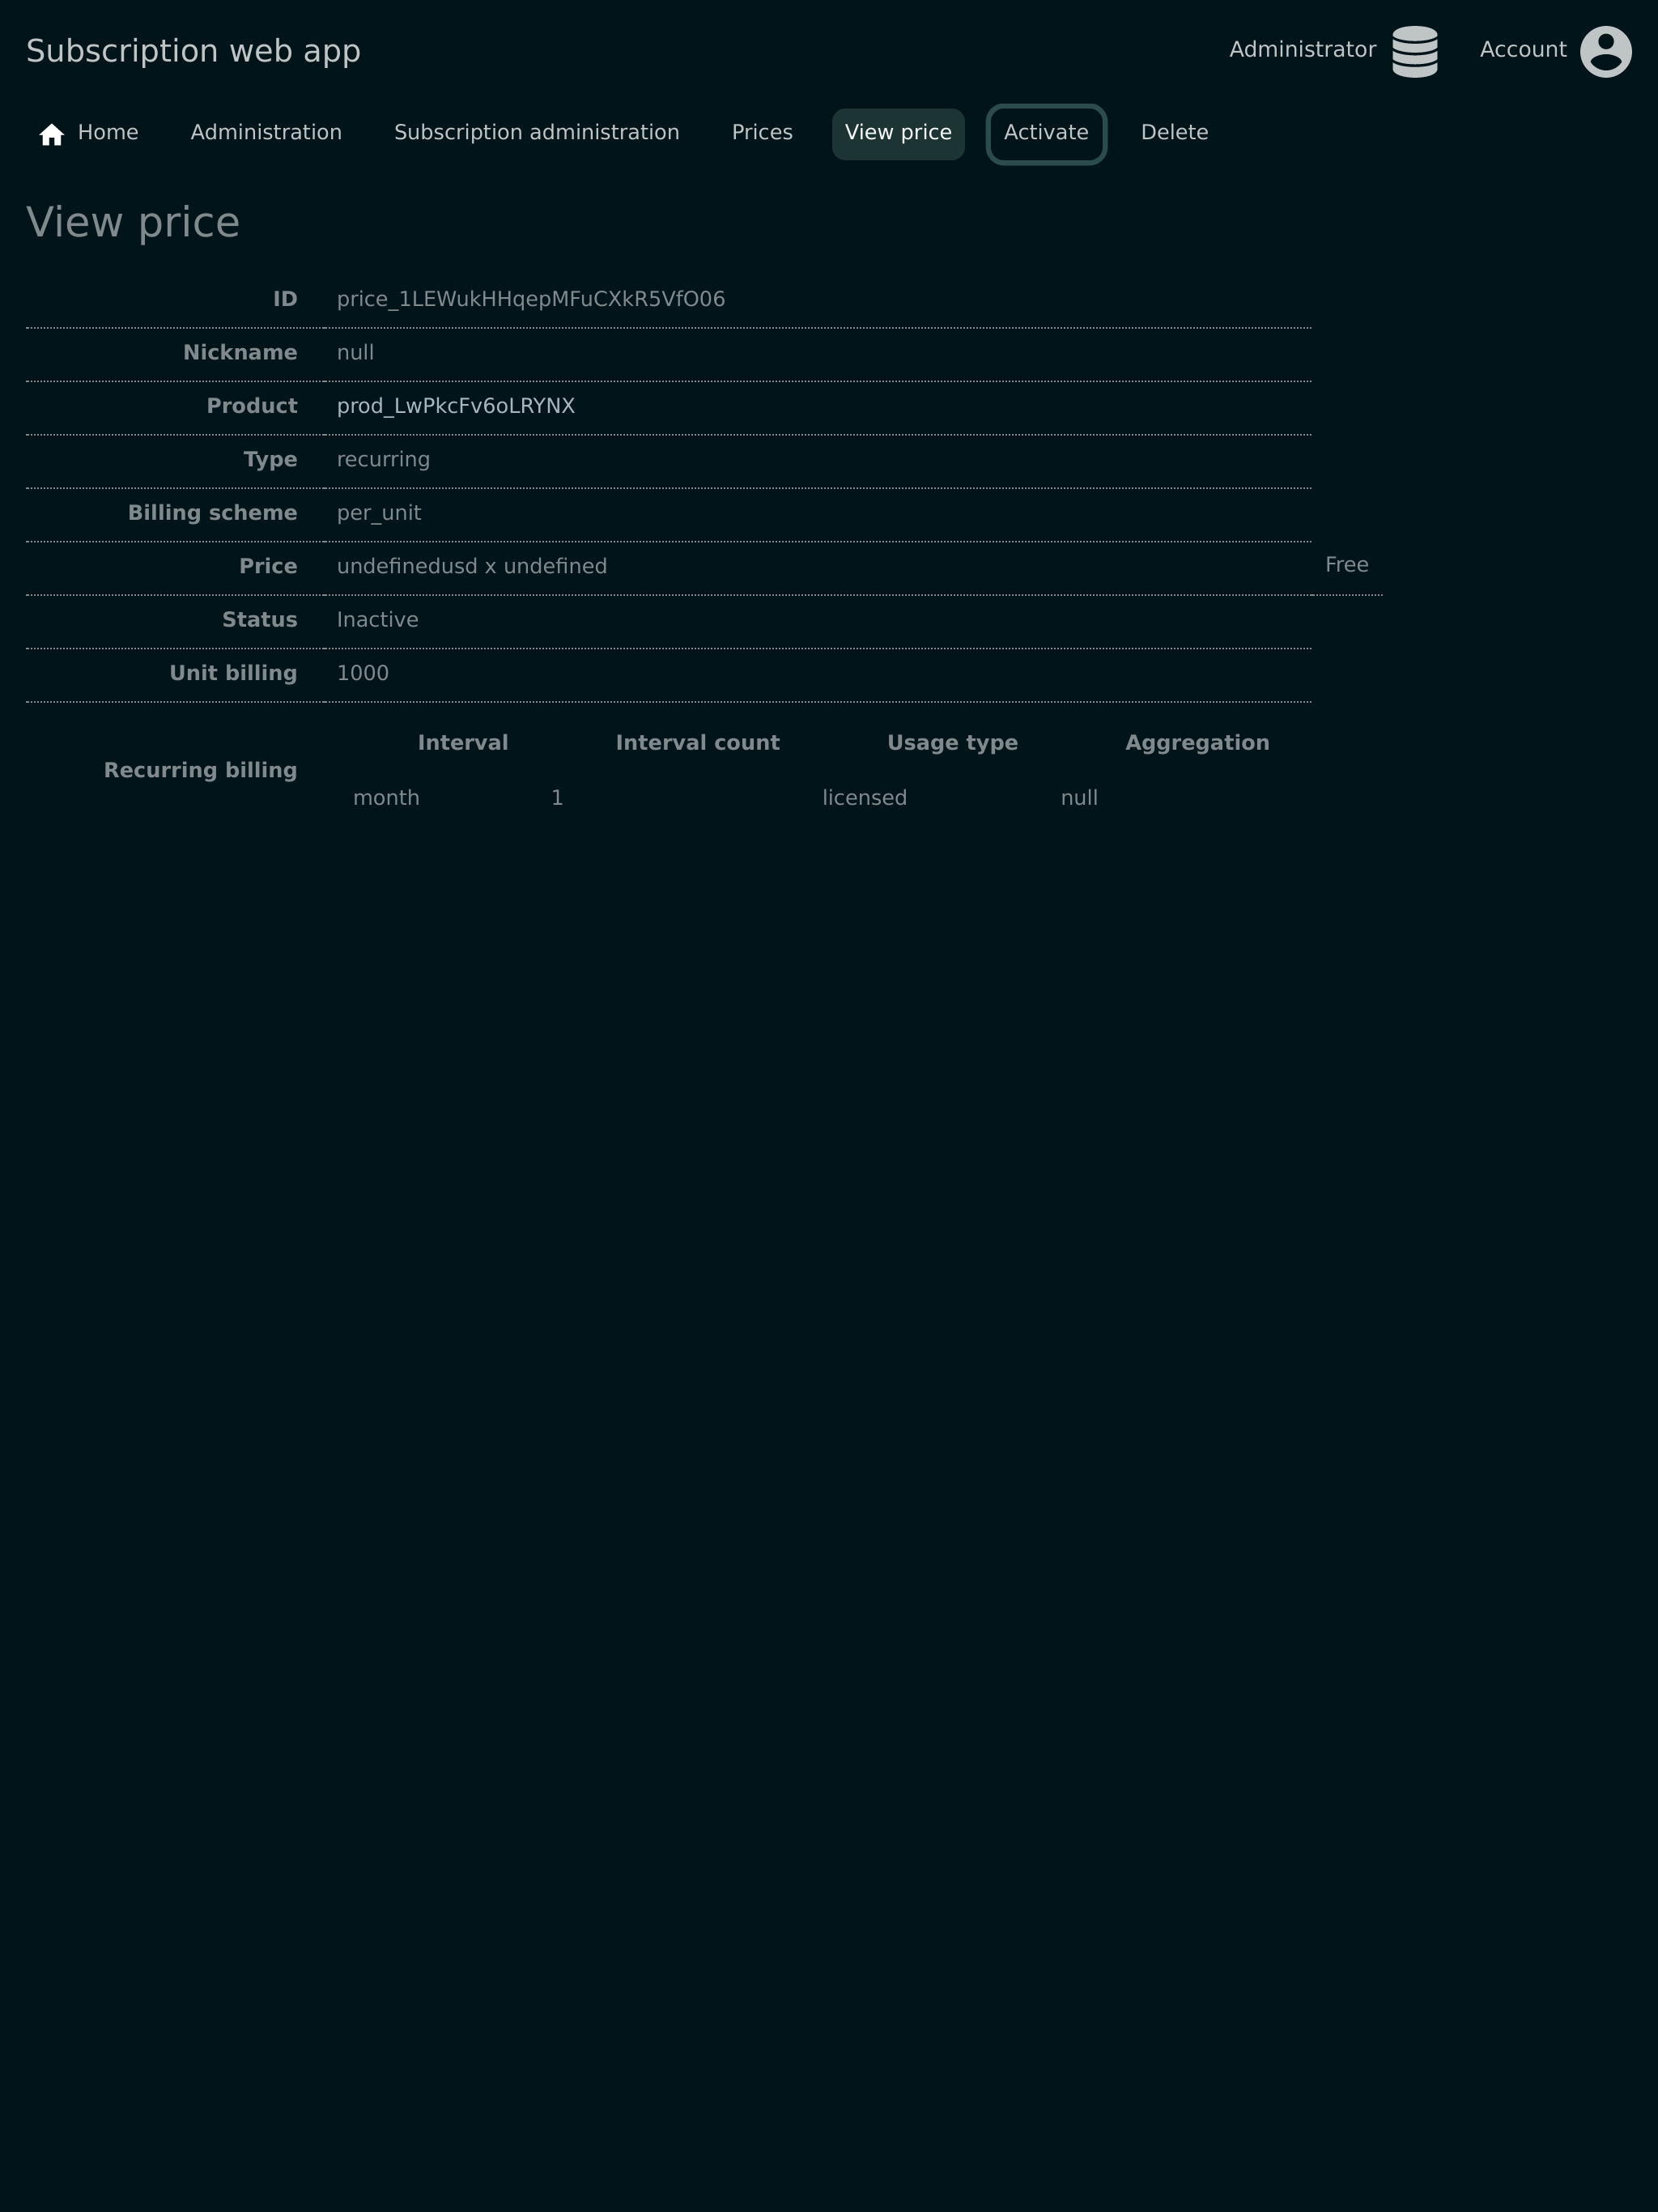 Subscription web app Administrator Account
Home Administration Subscription administration Prices View price Activate Delete
View price
ID price_1LEWukHHqepMFuCXkR5VfO06
Nickname null
Product prod_LwPkcFv6oLRYNX
Type recurring
Billing scheme per_unit
Price undefinedusd x undefined Free
Status Inactive
Unit billing 1000
Interval Interval count Usage type Aggregation
Recurring billing
month 1 licensed null